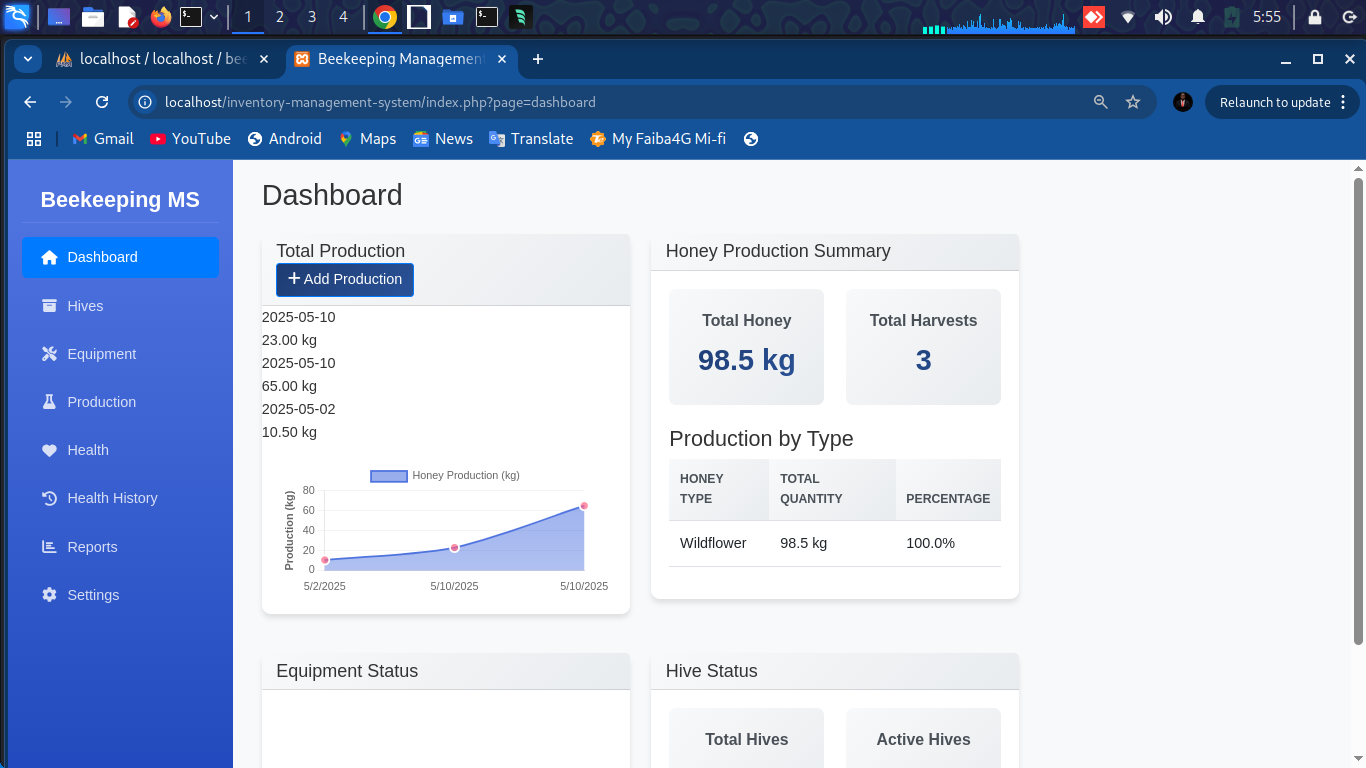 1 2 3 4 5:55
localhost / localhost / bee
Beekeeping Management
localhost/inventory-management-system/index.php?page=dashboard
Relaunch to update
Gmail YouTube Android Maps News Translate My Faiba4G Mi-fi
Beekeeping MS
Dashboard
Hives
Equipment
Production
Health
Health History
Reports
Settings
Dashboard
Total Production
+ Add Production
2025-05-10
23.00 kg
2025-05-10
65.00 kg
2025-05-02
10.50 kg
Honey Production (kg)
Production (kg)
80
60
40
20
0
5/2/2025 5/10/2025 5/10/2025
Honey Production Summary
Total Honey
98.5 kg
Total Harvests
3
Production by Type
HONEY TYPE TOTAL QUANTITY PERCENTAGE
Wildflower 98.5 kg 100.0%
Equipment Status
Hive Status
Total Hives
Active Hives